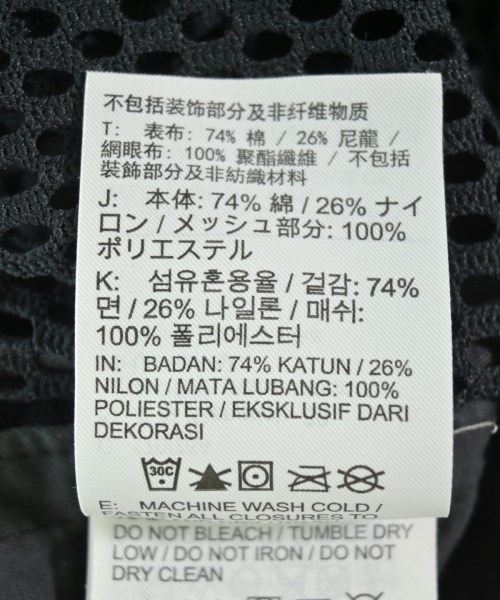 不包括装饰部分及非纤维物质
T: 表布: 74% 棉 / 26% 尼龍 /
網眼布: 100% 聚酯纖維 / 不包括
裝飾部分及非紡織材料
J: 本体: 74% 綿 / 26% ナイ
ロン / メッシュ部分: 100%
ポリエステル
K: 섬유혼용율 / 겉감: 74%
면 / 26% 나일론 / 매쉬:
100% 폴리에스터
IN: BADAN: 74% KATUN / 26%
NILON / MATA LUBANG: 100%
POLIESTER / EKSKLUSIF DARI
DEKORASI
30C
E: MACHINE WASH COLD /
FASTEN ALL CLOSURES TO
DO NOT BLEACH / TUMBLE DRY
LOW / DO NOT IRON / DO NOT
DRY CLEAN